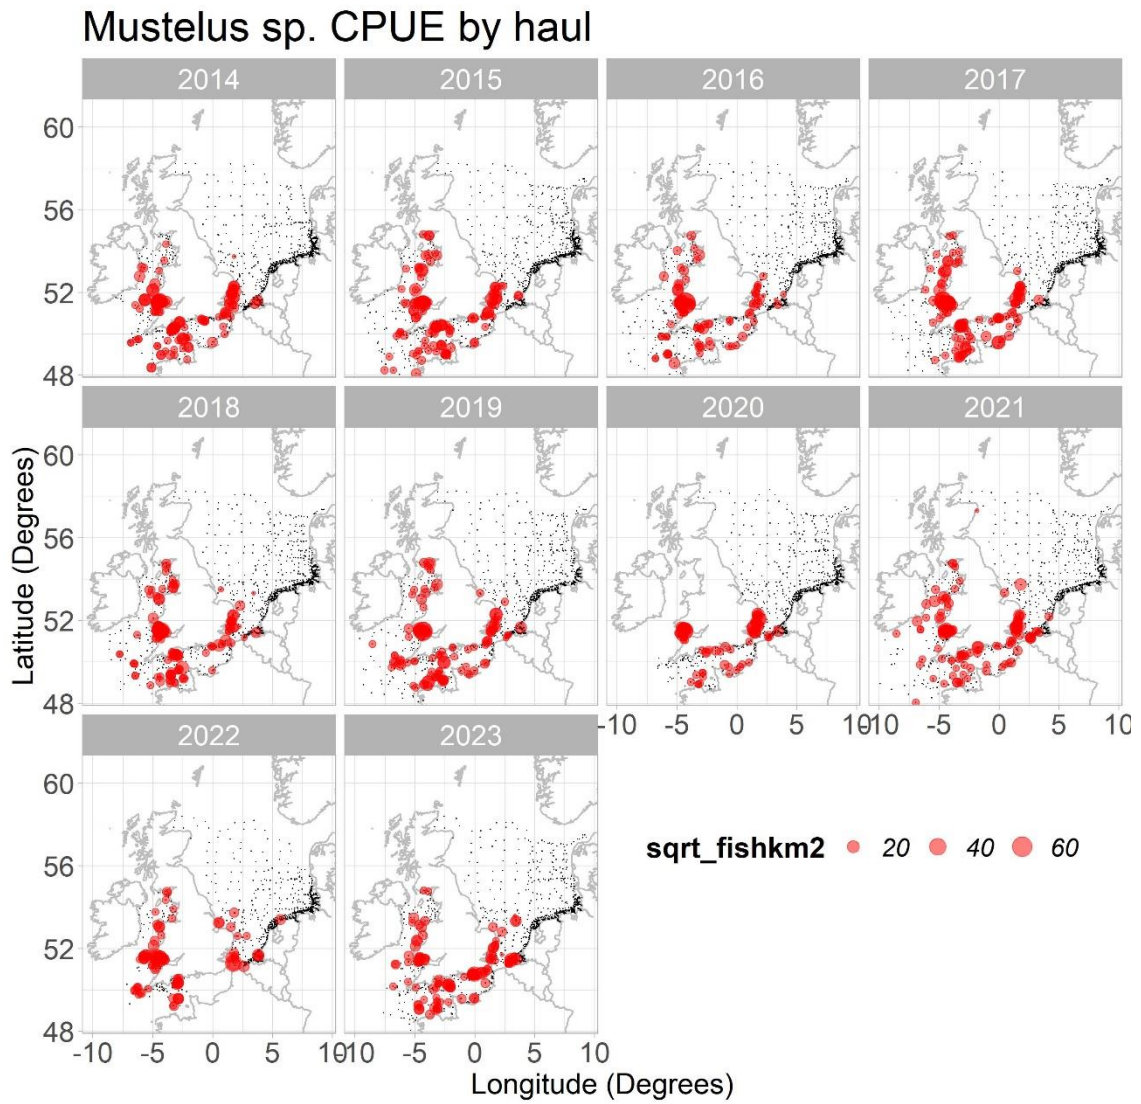 Mustelus sp. CPUE by haul
2014 2015 2016 2017
60
56
52
48
2018 2019 2020 2021
60
56
52
48
-10 -5 0 5 10 -10 -5 0 5 10
2022 2023
60
56
52
48
-10 -5 0 5 10 -10 -5 0 5 10
sqrt_fishkm2 20 40 60
Latitude (Degrees)
Longitude (Degrees)